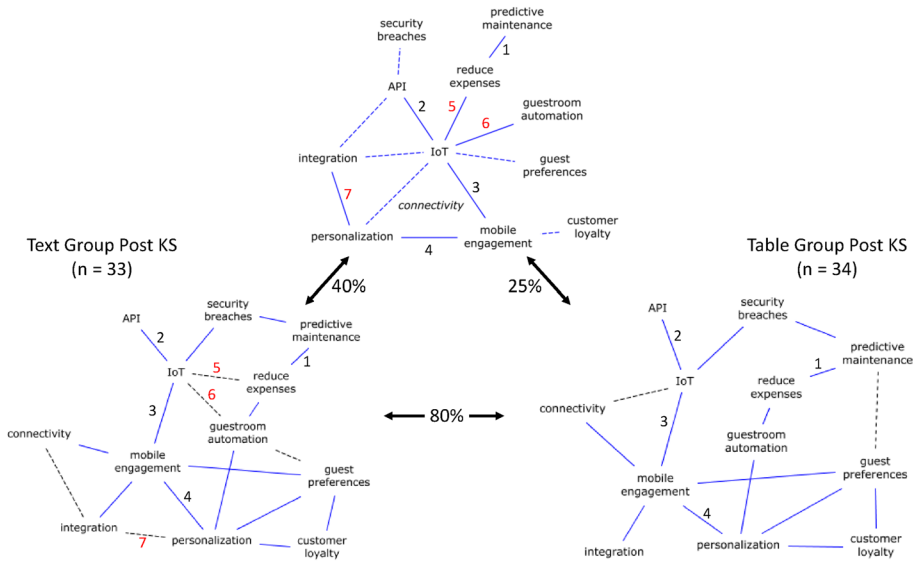 predictive
maintenance
security
breaches
1
reduce
expenses
API
2
5
guestroom
automation
6
IoT
integration
guest
preferences
7
3
connectivity
customer
loyalty
personalization
mobile
engagement
4
Text Group Post KS
(n = 33)
Table Group Post KS
(n = 34)
40%
25%
80%
security
breaches
API
predictive
maintenance
2
1
IoT
5
reduce
expenses
6
3
guestroom
automation
connectivity
mobile
engagement
guest
preferences
4
integration
7
personalization
customer
loyalty
security
breaches
API
2
predictive
maintenance
1
IoT
reduce
expenses
connectivity
3
guestroom
automation
guest
preferences
mobile
engagement
4
personalization
customer
loyalty
integration